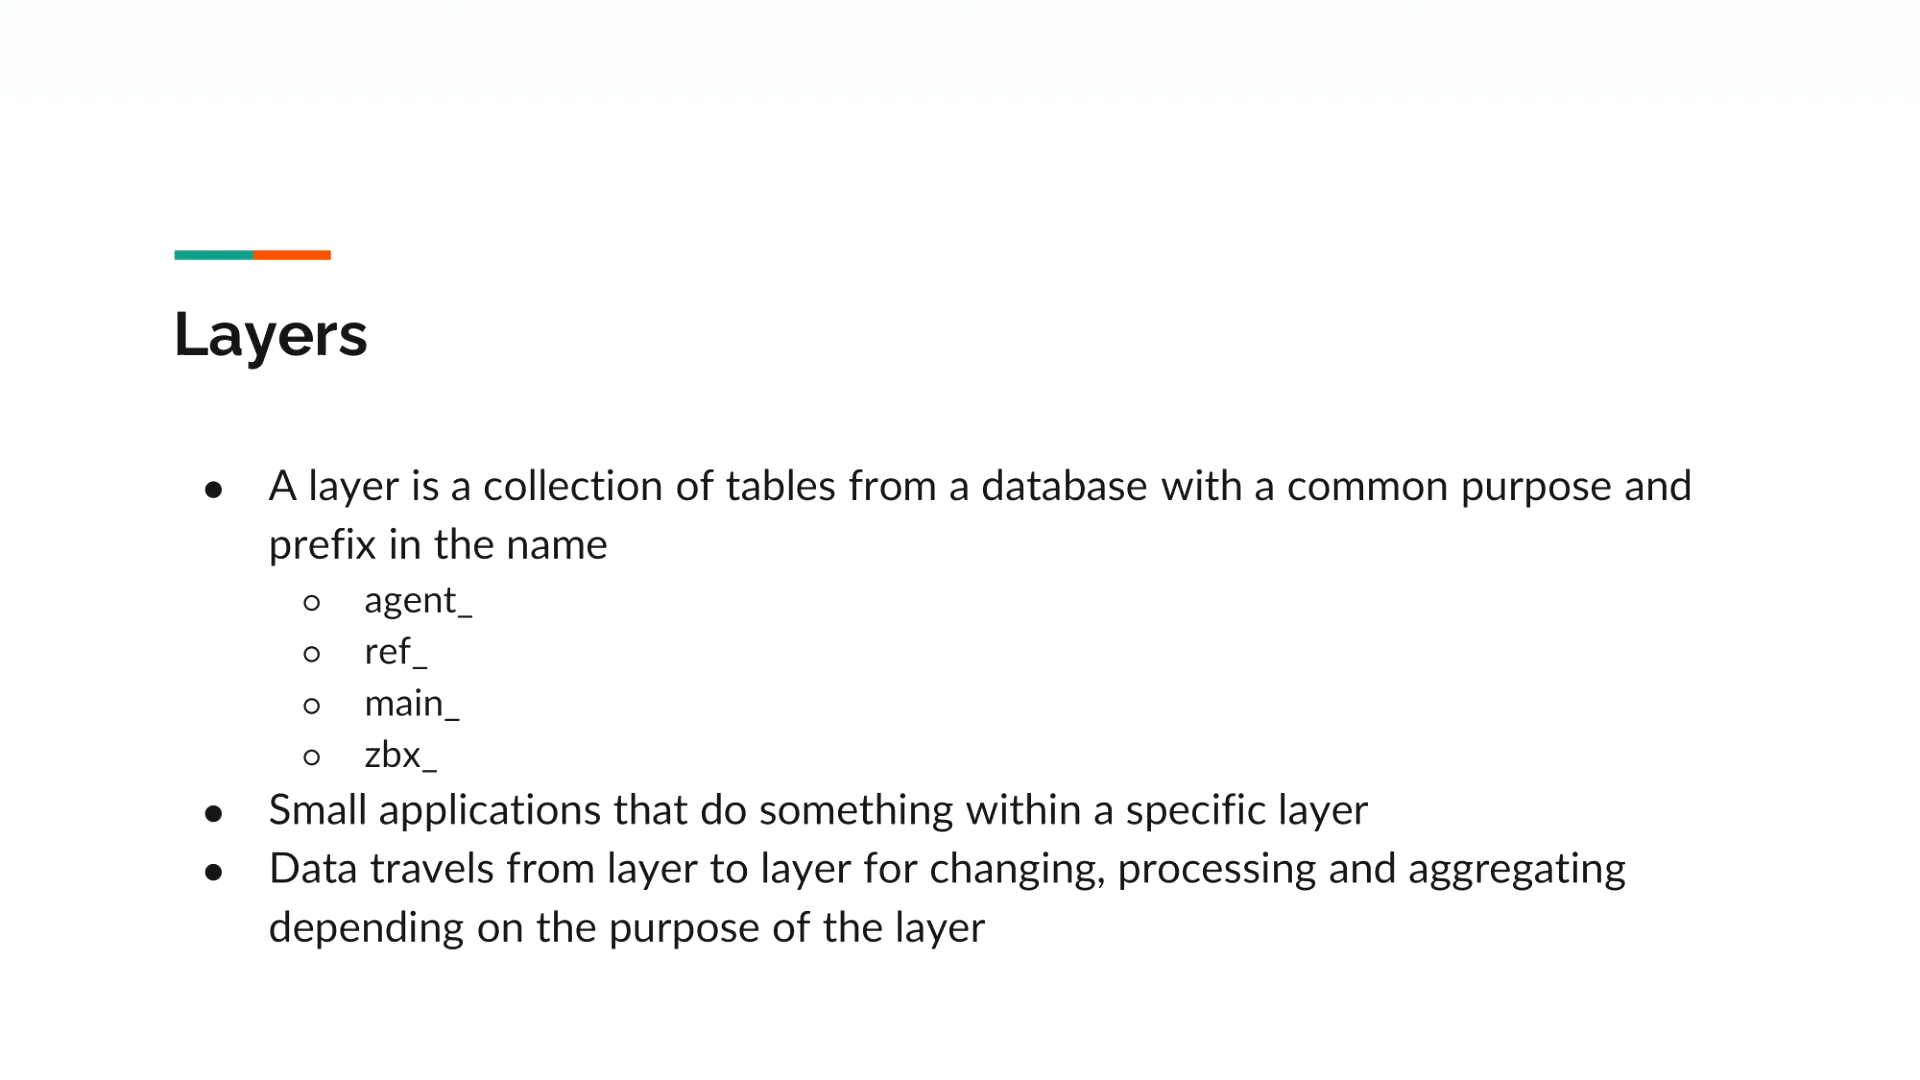 Layers
● A layer is a collection of tables from a database with a common purpose and
prefix in the name
○ agent_
○ ref_
○ main_
○ zbx_
● Small applications that do something within a specific layer
● Data travels from layer to layer for changing, processing and aggregating
depending on the purpose of the layer